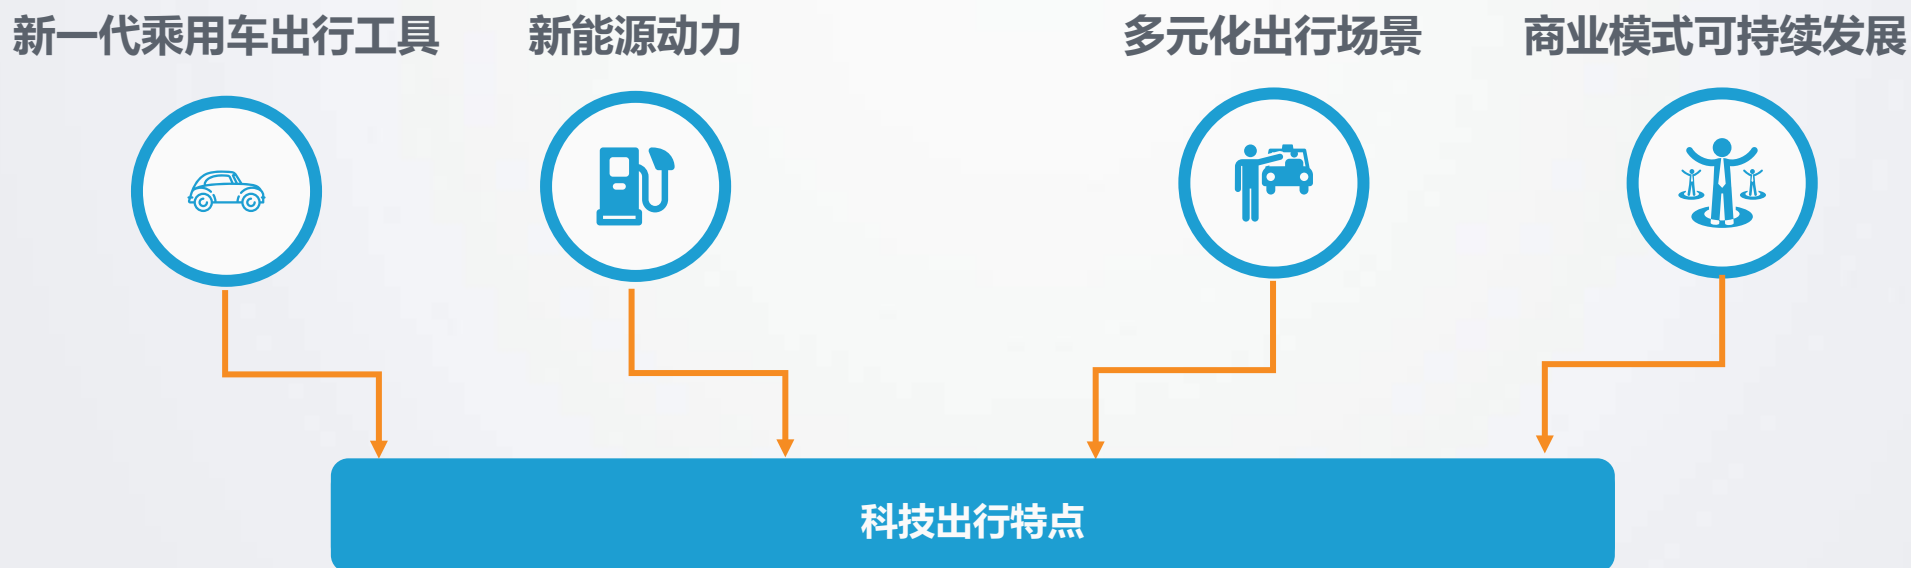 新一代乘用车出行工具
新能源动力
多元化出行场景
商业模式可持续发展
科技出行特点